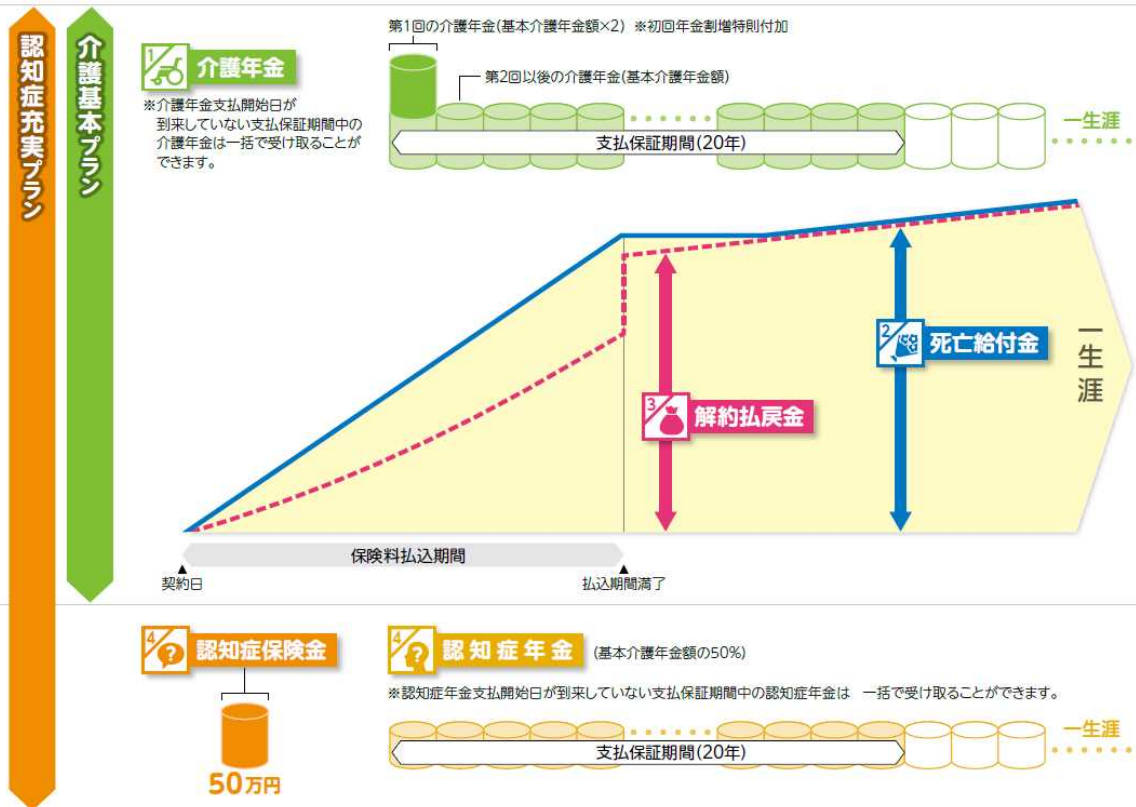 認知症充実プラン
介護基本プラン
第1回の介護年金(基本介護年金額×2) ※初回年金割増特則付加
1
介護年金
第2回以後の介護年金(基本介護年金額)
※介護年金支払開始日が
到来していない支払保証期間中の
介護年金は一括で受け取ることが
できます。
支払保証期間(20年)
一生涯
2
死亡給付金
一生涯
3
解約払戻金
保険料払込期間
契約日
払込期間満了
4
?
認知症保険金
50万円
4
?
認知症年金 (基本介護年金額の50%)
※認知症年金支払開始日が到来していない支払保証期間中の認知症年金は 一括で受け取ることができます。
支払保証期間(20年)
一生涯